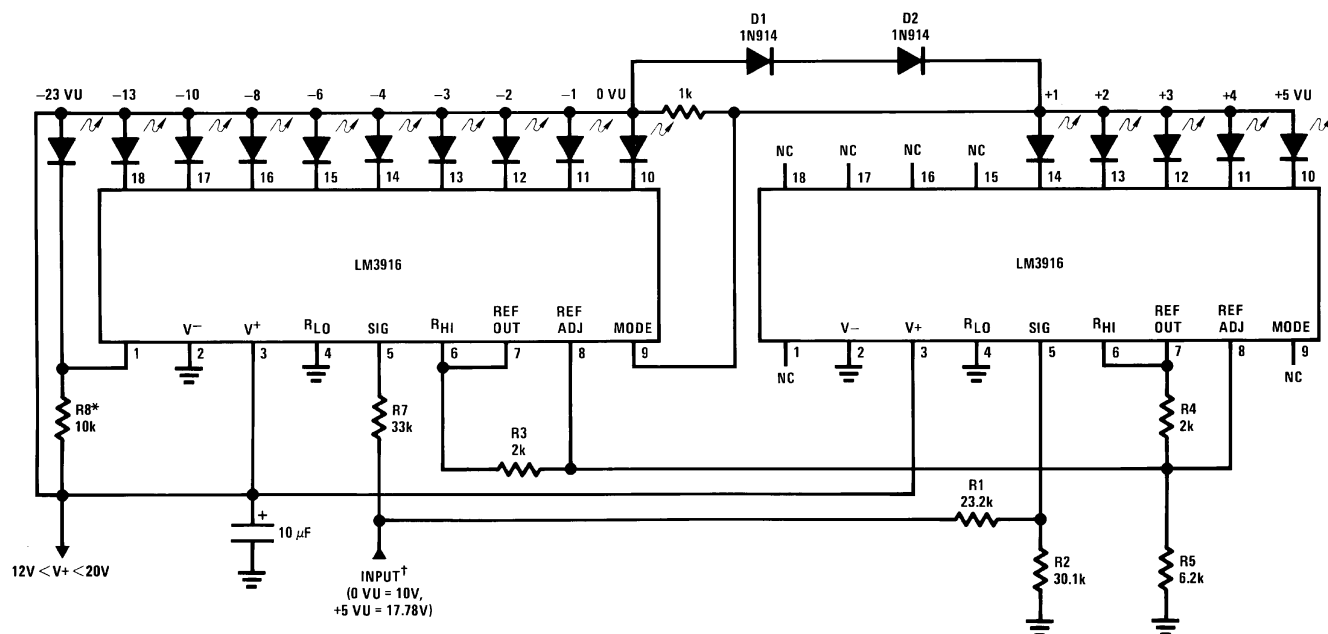 D1
1N914
D2
1N914
−23 VU −13 −10 −8 −6 −4 −3 −2 −1 0 VU 1k +1 +2 +3 +4 +5 VU
NC NC NC NC
18 17 16 15 14 13 12 11 10
18 17 16 15 14 13 12 11 10
LM3916
LM3916
V− V+ RLO SIG RHI REF OUT REF ADJ MODE
1 2 3 4 5 6 7 8 9
V− V+ RLO SIG RHI REF OUT REF ADJ MODE
1 2 3 4 5 6 7 8 9
NC NC
R8*
10k
R7
33k
R3
2k
R4
2k
R1
23.2k
10 μF
+
R2
30.1k
R5
6.2k
12V < V+ < 20V
INPUT†
(0 VU = 10V,
+5 VU = 17.78V)